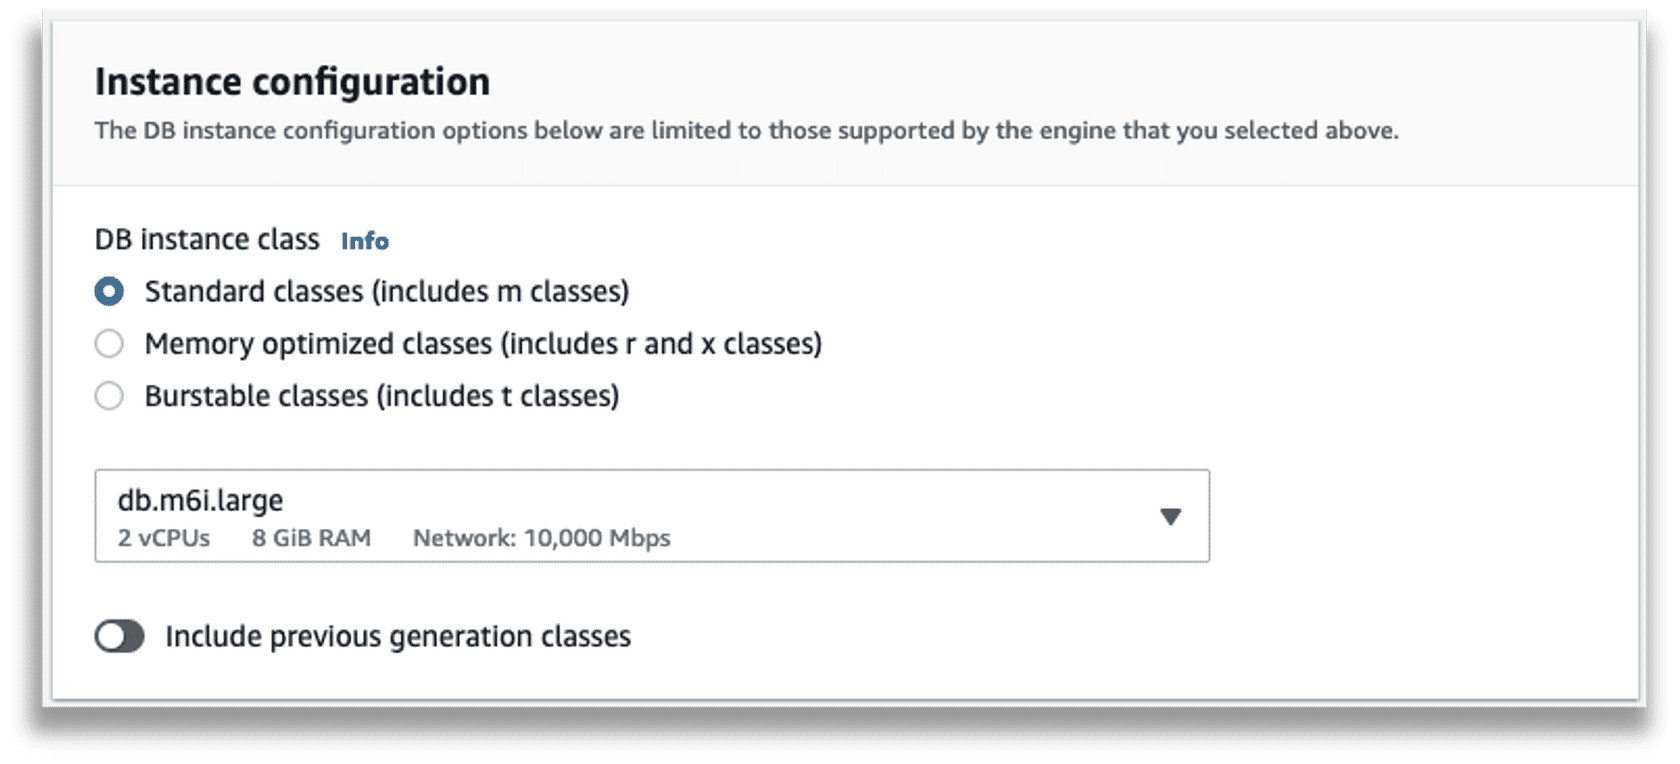 Instance configuration
The DB instance configuration options below are limited to those supported by the engine that you selected above.
DB instance class Info
Standard classes (includes m classes)
Memory optimized classes (includes r and x classes)
Burstable classes (includes t classes)
db.m6i.large
2 vCPUs 8 GiB RAM Network: 10,000 Mbps
Include previous generation classes